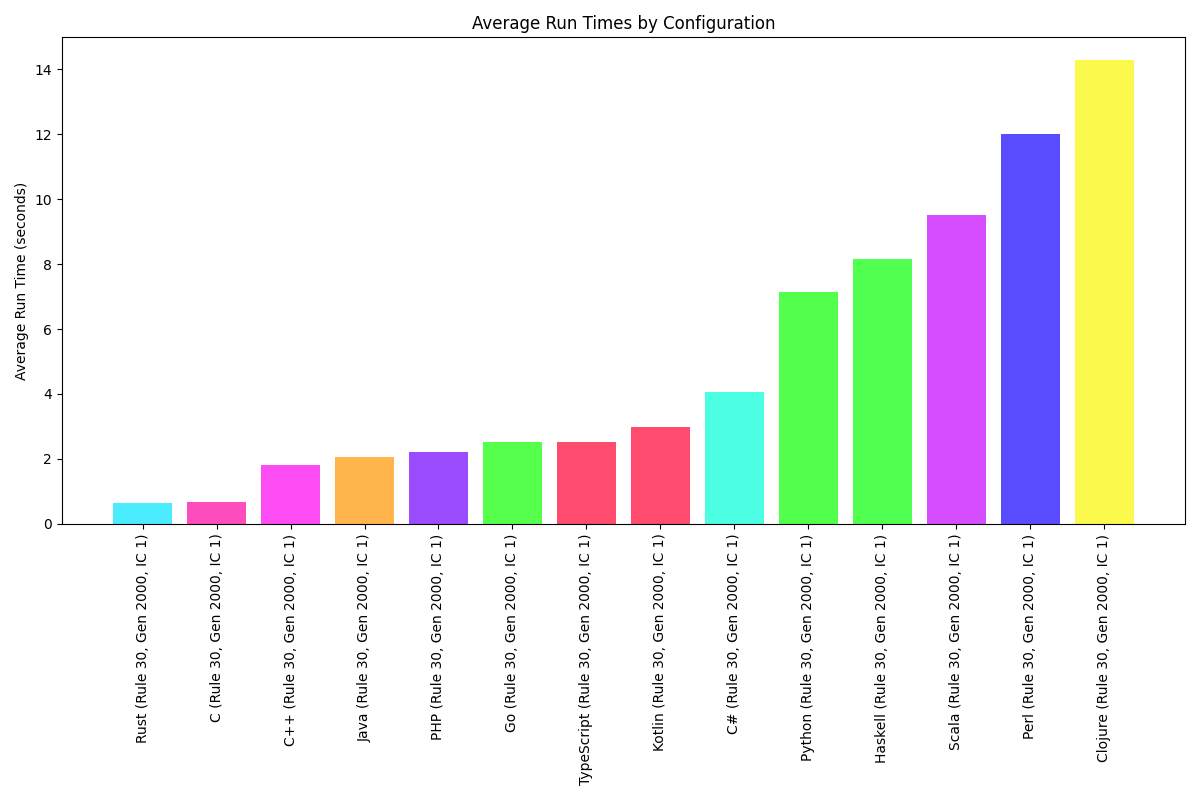 Average Run Times by Configuration
Average Run Time (seconds)
14
12
10
8
6
4
2
0
Rust (Rule 30, Gen 2000, IC 1)
C (Rule 30, Gen 2000, IC 1)
C++ (Rule 30, Gen 2000, IC 1)
Java (Rule 30, Gen 2000, IC 1)
PHP (Rule 30, Gen 2000, IC 1)
Go (Rule 30, Gen 2000, IC 1)
TypeScript (Rule 30, Gen 2000, IC 1)
Kotlin (Rule 30, Gen 2000, IC 1)
C# (Rule 30, Gen 2000, IC 1)
Python (Rule 30, Gen 2000, IC 1)
Haskell (Rule 30, Gen 2000, IC 1)
Scala (Rule 30, Gen 2000, IC 1)
Perl (Rule 30, Gen 2000, IC 1)
Clojure (Rule 30, Gen 2000, IC 1)